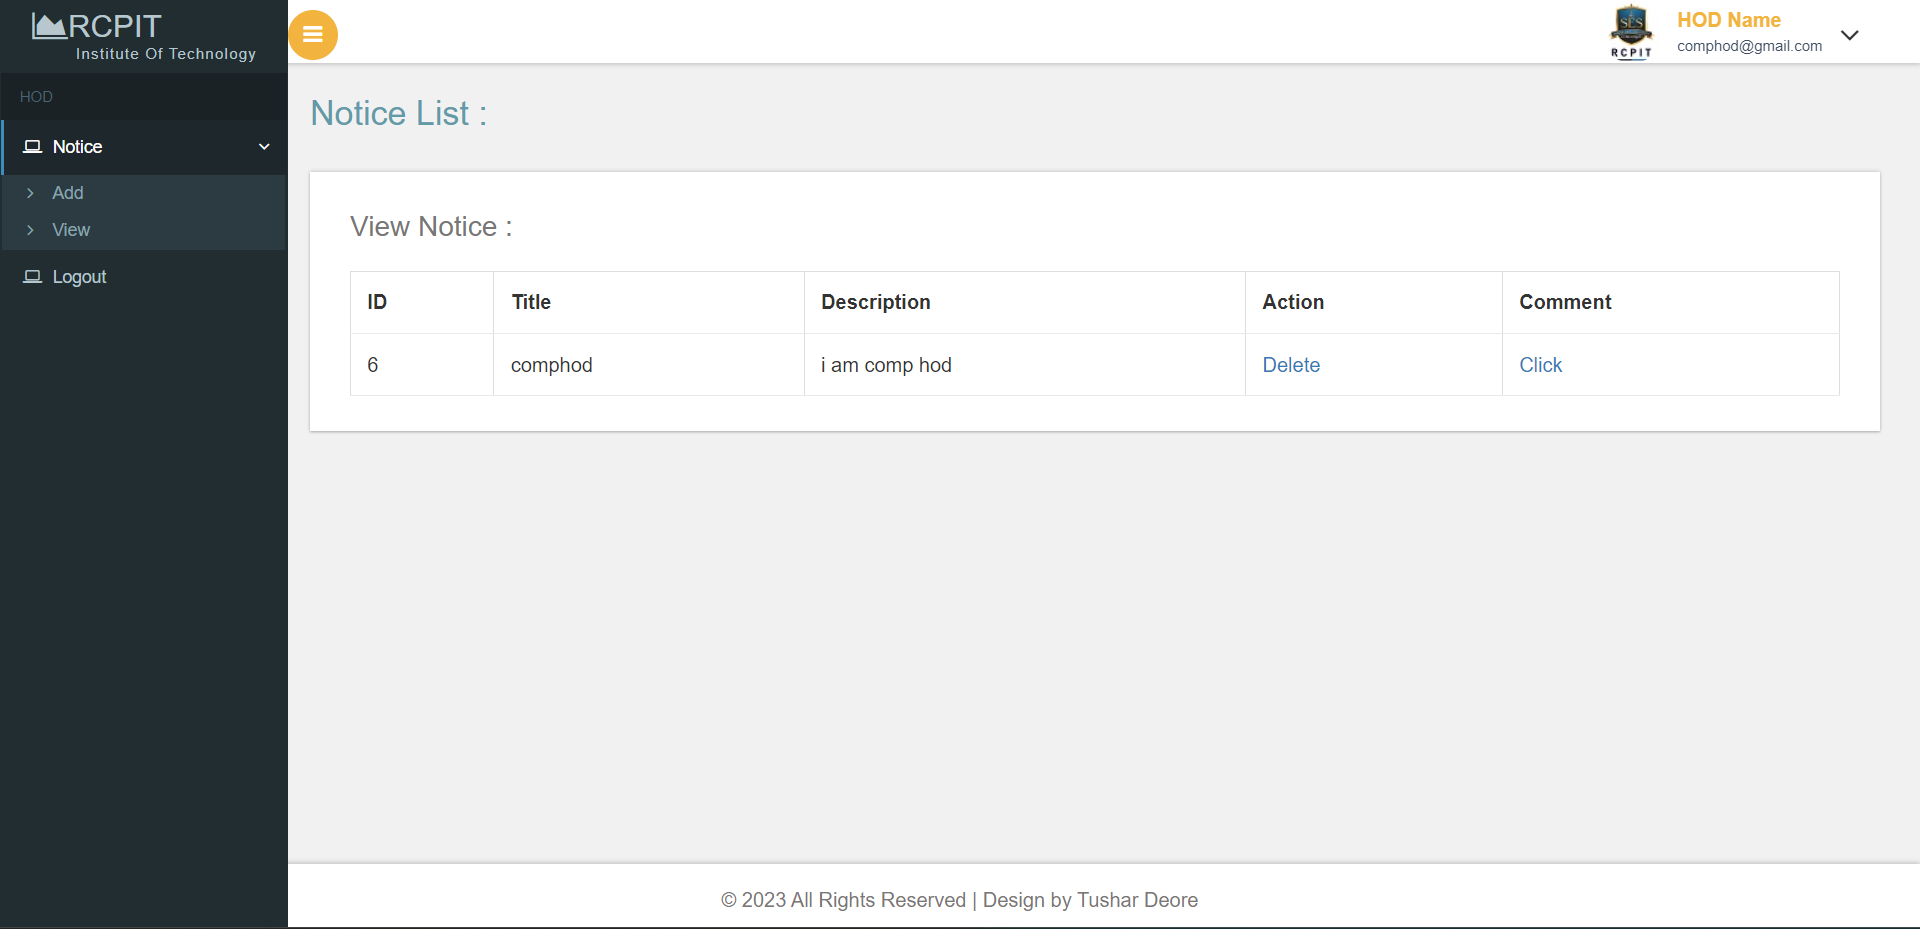 RCPIT
Institute Of Technology
SES
RCPIT
HOD Name
comphod@gmail.com
HOD
Notice
Add
View
Logout
Notice List :
View Notice :
ID Title Description Action Comment
6 comphod i am comp hod Delete Click
© 2023 All Rights Reserved | Design by Tushar Deore